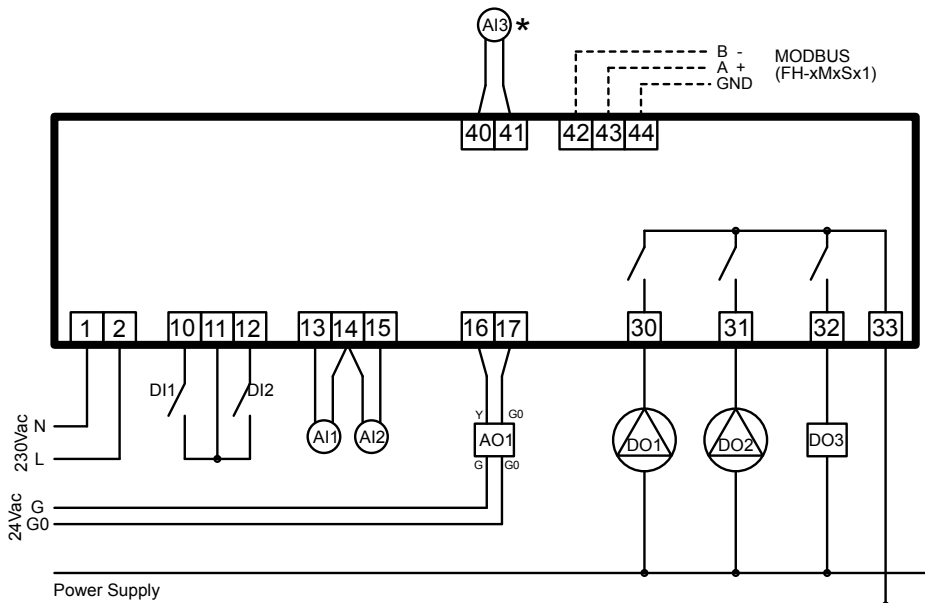 AI3 *
B -
A +
GND
MODBUS
(FH-xMxSx1)
40 41 42 43 44
1 2 10 11 12 13 14 15 16 17 30 31 32 33
DI1 DI2
AI1 AI2
Y G0
AO1
G G0
DO1 DO2 DO3
230Vac
N
L
24Vac
G
G0
Power Supply